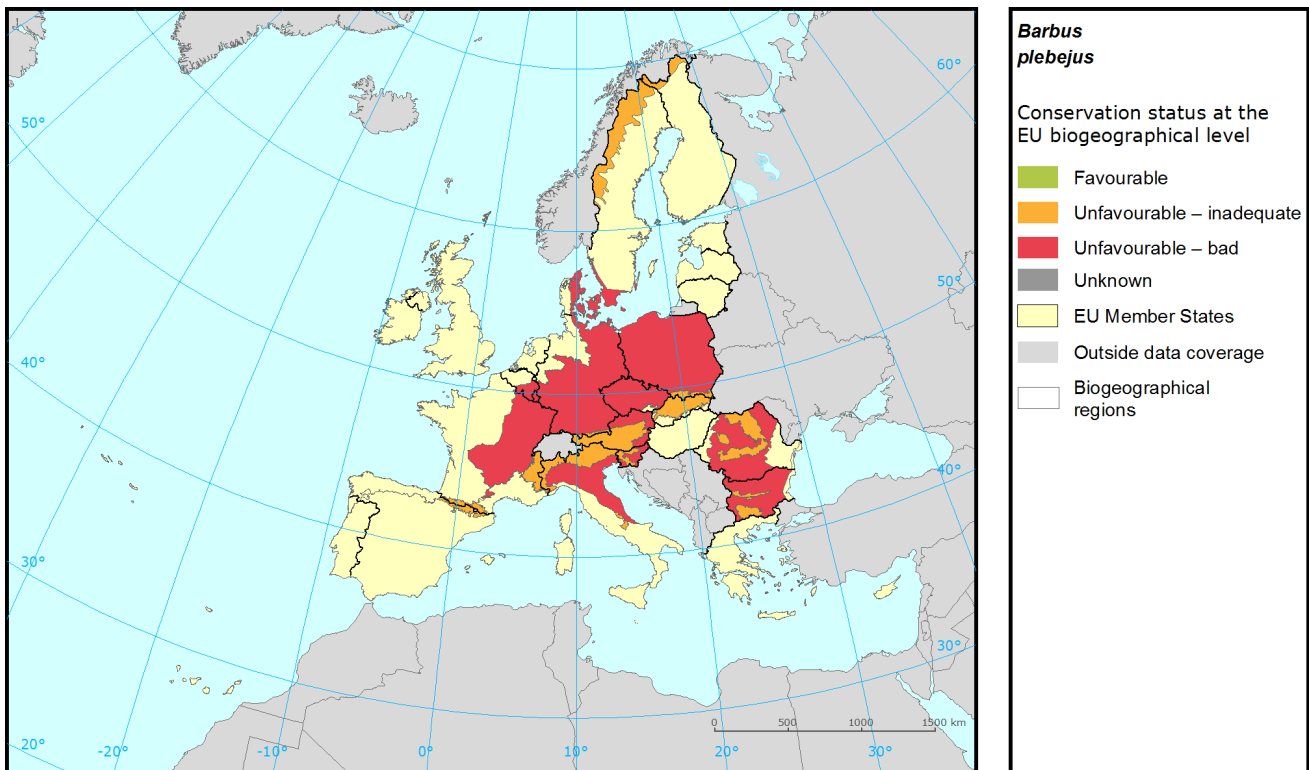 Barbus
plebejus
Conservation status at the
EU biogeographical level
Favourable
Unfavourable – inadequate
Unfavourable – bad
Unknown
EU Member States
Outside data coverage
Biogeographical
regions
60°
50°
50°
40°
40°
30°
30°
20°
-20°
-10°
0°
10°
20°
30°
0 500 1000 1500 km